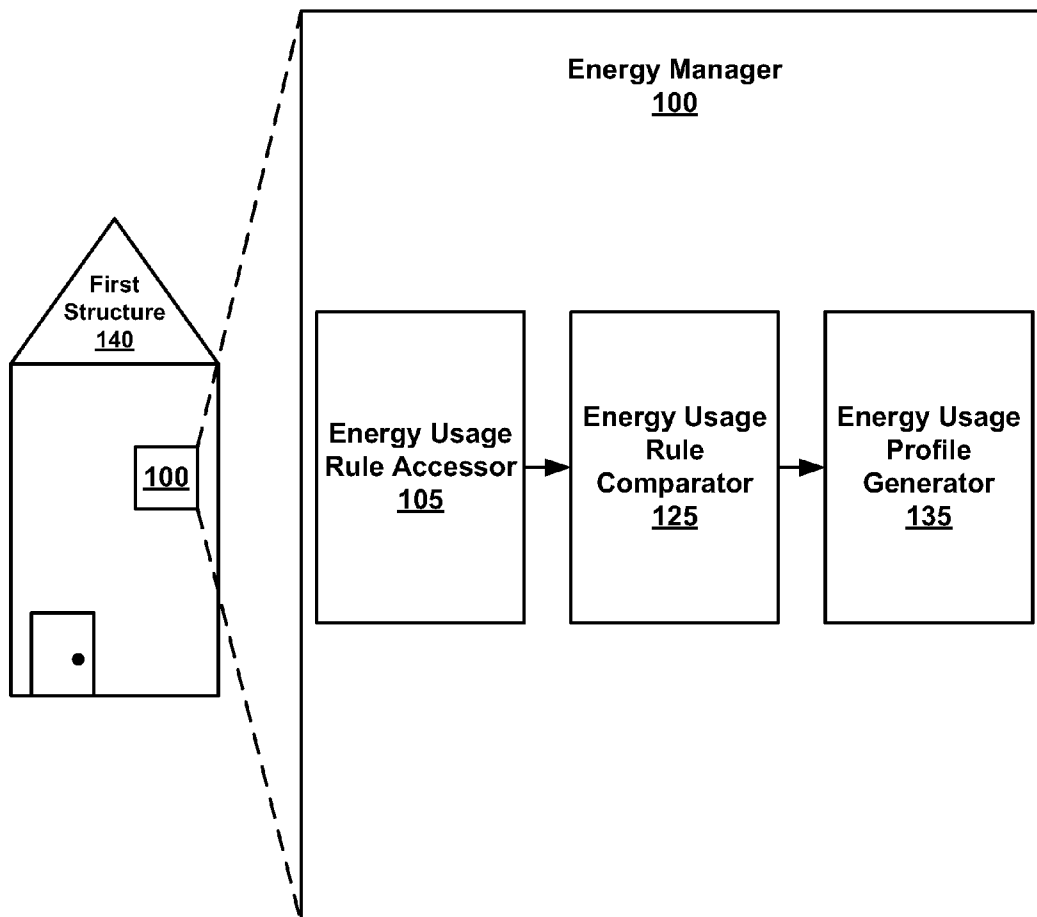 Energy Manager
100
First
Structure
140
100
Energy Usage
Rule Accessor
105
Energy Usage
Rule
Comparator
125
Energy Usage
Profile
Generator
135